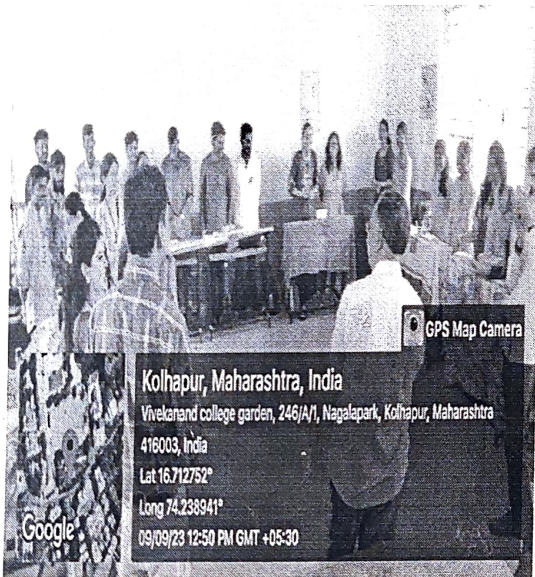 GPS Map Camera
Kolhapur, Maharashtra, India
Vivekanand college garden, 246/A/1, Nagalapark, Kolhapur, Maharashtra
416003, India
Lat 16.712752°
Long 74.238941°
09/09/23 12:50 PM GMT +05:30
Google